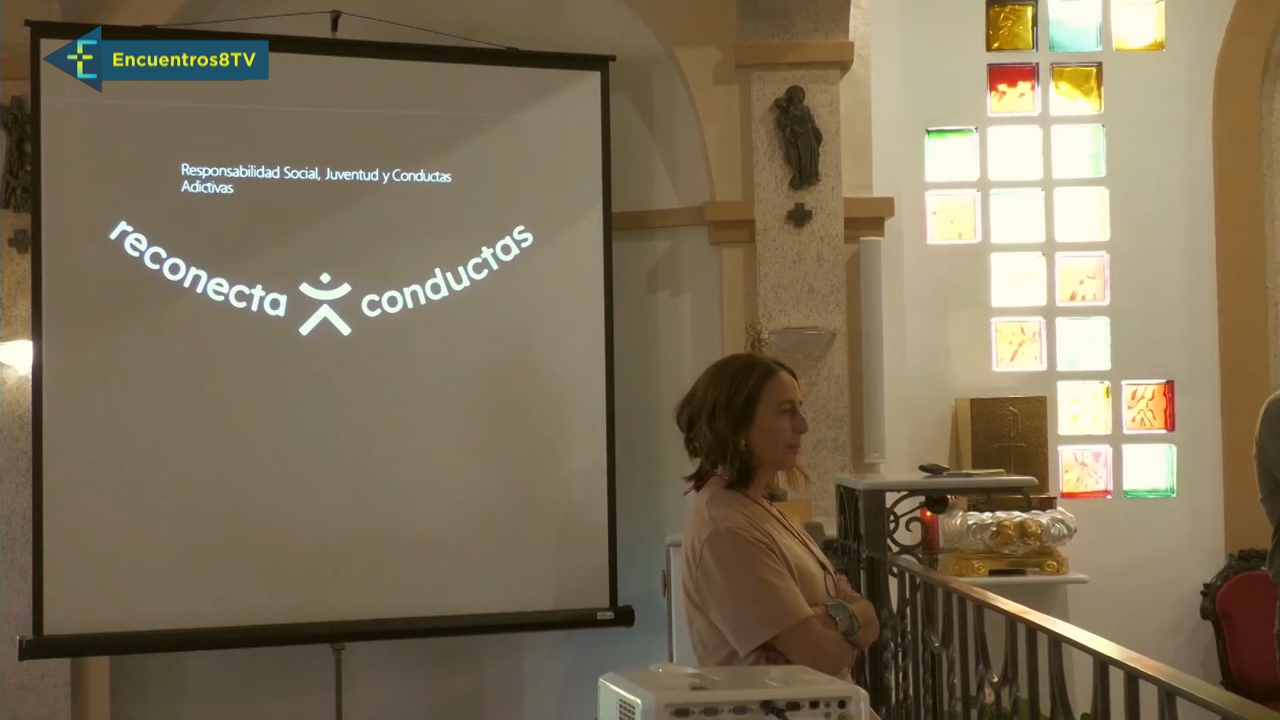 Encuentros8TV
Responsabilidad Social, Juventud y Conductas
Adictivas
reconecta conductas